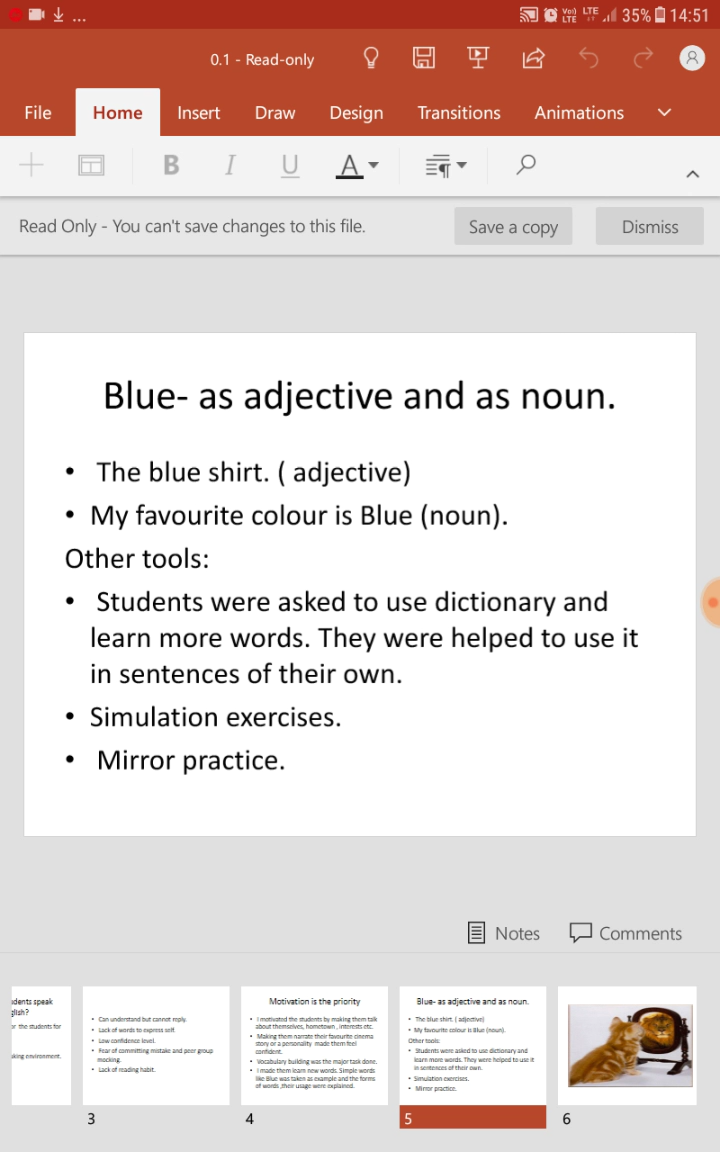 ... 35% 14:51
0.1 - Read-only
File Home Insert Draw Design Transitions Animations
B I U A
Read Only - You can't save changes to this file. Save a copy Dismiss
Blue- as adjective and as noun.
• The blue shirt. ( adjective)
• My favourite colour is Blue (noun).
Other tools:
• Students were asked to use dictionary and
learn more words. They were helped to use it
in sentences of their own.
• Simulation exercises.
• Mirror practice.
Notes Comments
dents speak
glish?
the students for
king environment.
• Can understand but cannot reply.
• Lack of words to express self.
• Low confidence level.
• Fear of committing mistake and peer group
mocking.
• Lack of reading habit.
3
Motivation is the priority
• I motivated the students by making them talk
about themselves, hometown , interests etc.
• Making them narrate their favourite cinema
story or a personality made them feel
confident.
• Vocabulary building was the major task done.
• I made them learn new words. Simple words
like Blue was taken as example and the forms
of words ,their usage were explained.
4
Blue- as adjective and as noun.
• The blue shirt. ( adjective)
• My favourite colour is Blue (noun).
Other tools:
• Students were asked to use dictionary and
learn more words. They were helped to use it
in sentences of their own.
• Simulation exercises.
• Mirror practice.
5
6